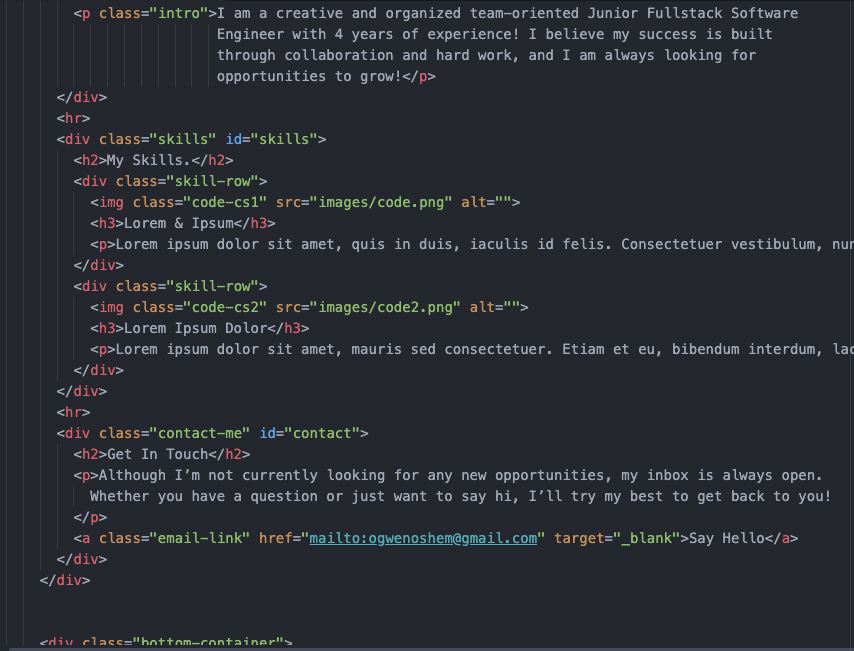 <p class="intro">I am a creative and organized team-oriented Junior Fullstack Software
Engineer with 4 years of experience! I believe my success is built
through collaboration and hard work, and I am always looking for
opportunities to grow!</p>
</div>
<hr>
<div class="skills" id="skills">
<h2>My Skills.</h2>
<div class="skill-row">
<img class="code-cs1" src="images/code.png" alt="">
<h3>Lorem & Ipsum</h3>
<p>Lorem ipsum dolor sit amet, quis in duis, iaculis id felis. Consectetuer vestibulum,
</div>
<div class="skill-row">
<img class="code-cs2" src="images/code2.png" alt="">
<h3>Lorem Ipsum Dolor</h3>
<p>Lorem ipsum dolor sit amet, mauris sed consectetuer. Etiam et eu, bibendum interdum,
</div>
</div>
<hr>
<div class="contact-me" id="contact">
<h2>Get In Touch</h2>
<p>Although I’m not currently looking for any new opportunities, my inbox is always open.
Whether you have a question or just want to say hi, I’ll try my best to get back to you!
</p>
<a class="email-link" href="mailto:ogwenoshem@gmail.com" target="_blank">Say Hello</a>
</div>
</div>
<div class="bottom-container">